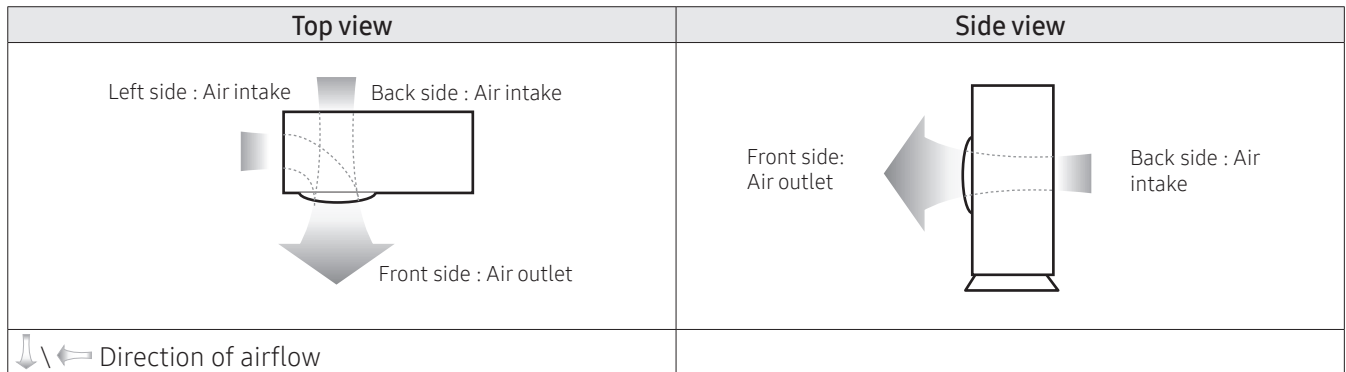 Top view
Side view
Left side : Air intake
Back side : Air intake
Front side : Air outlet
Front side:
Air outlet
Back side : Air
intake
\ Direction of airflow